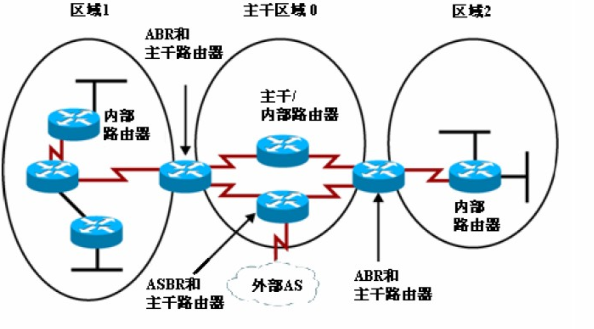 区域1
主干区域 0
区域2
ABR和
主干路由器
主干/
内部路由器
内部
路由器
内部
路由器
ASBR和
主干路由器
外部AS
ABR和
主干路由器